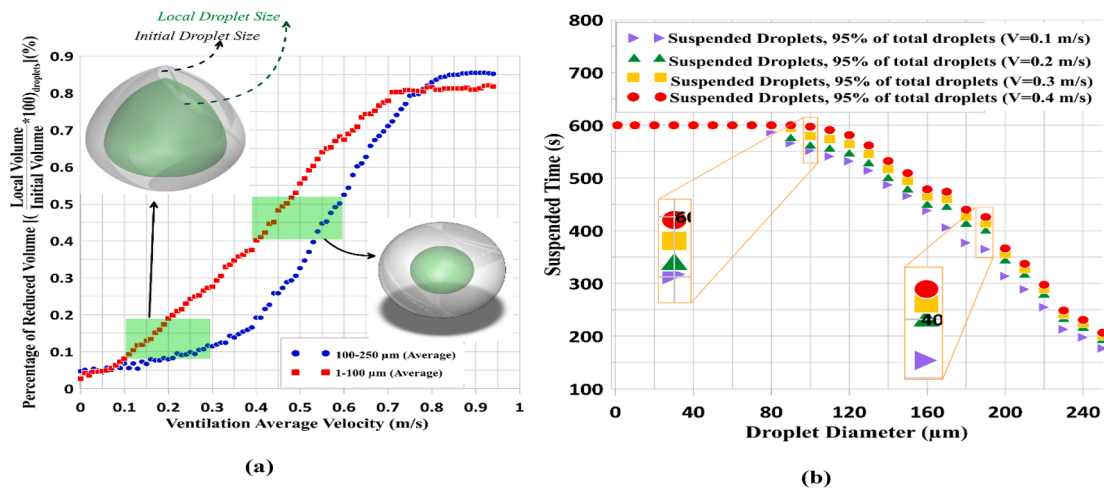 Local Droplet Size
Initial Droplet Size
Percentage of Reduced Volume [(Local Volume / Initial Volume *100)droplets](%)
0.9
0.8
0.7
0.6
0.5
0.4
0.3
0.2
0.1
0
0 0.1 0.2 0.3 0.4 0.5 0.6 0.7 0.8 0.9 1
100-250 µm (Average)
1-100 µm (Average)
Ventilation Average Velocity (m/s)
(a)
Suspended Time (s)
800
700
600
500
400
300
200
100
Suspended Droplets, 95% of total droplets (V=0.1 m/s)
Suspended Droplets, 95% of total droplets (V=0.2 m/s)
Suspended Droplets, 95% of total droplets (V=0.3 m/s)
Suspended Droplets, 95% of total droplets (V=0.4 m/s)
40
0 40 80 120 160 200 240
Droplet Diameter (µm)
(b)